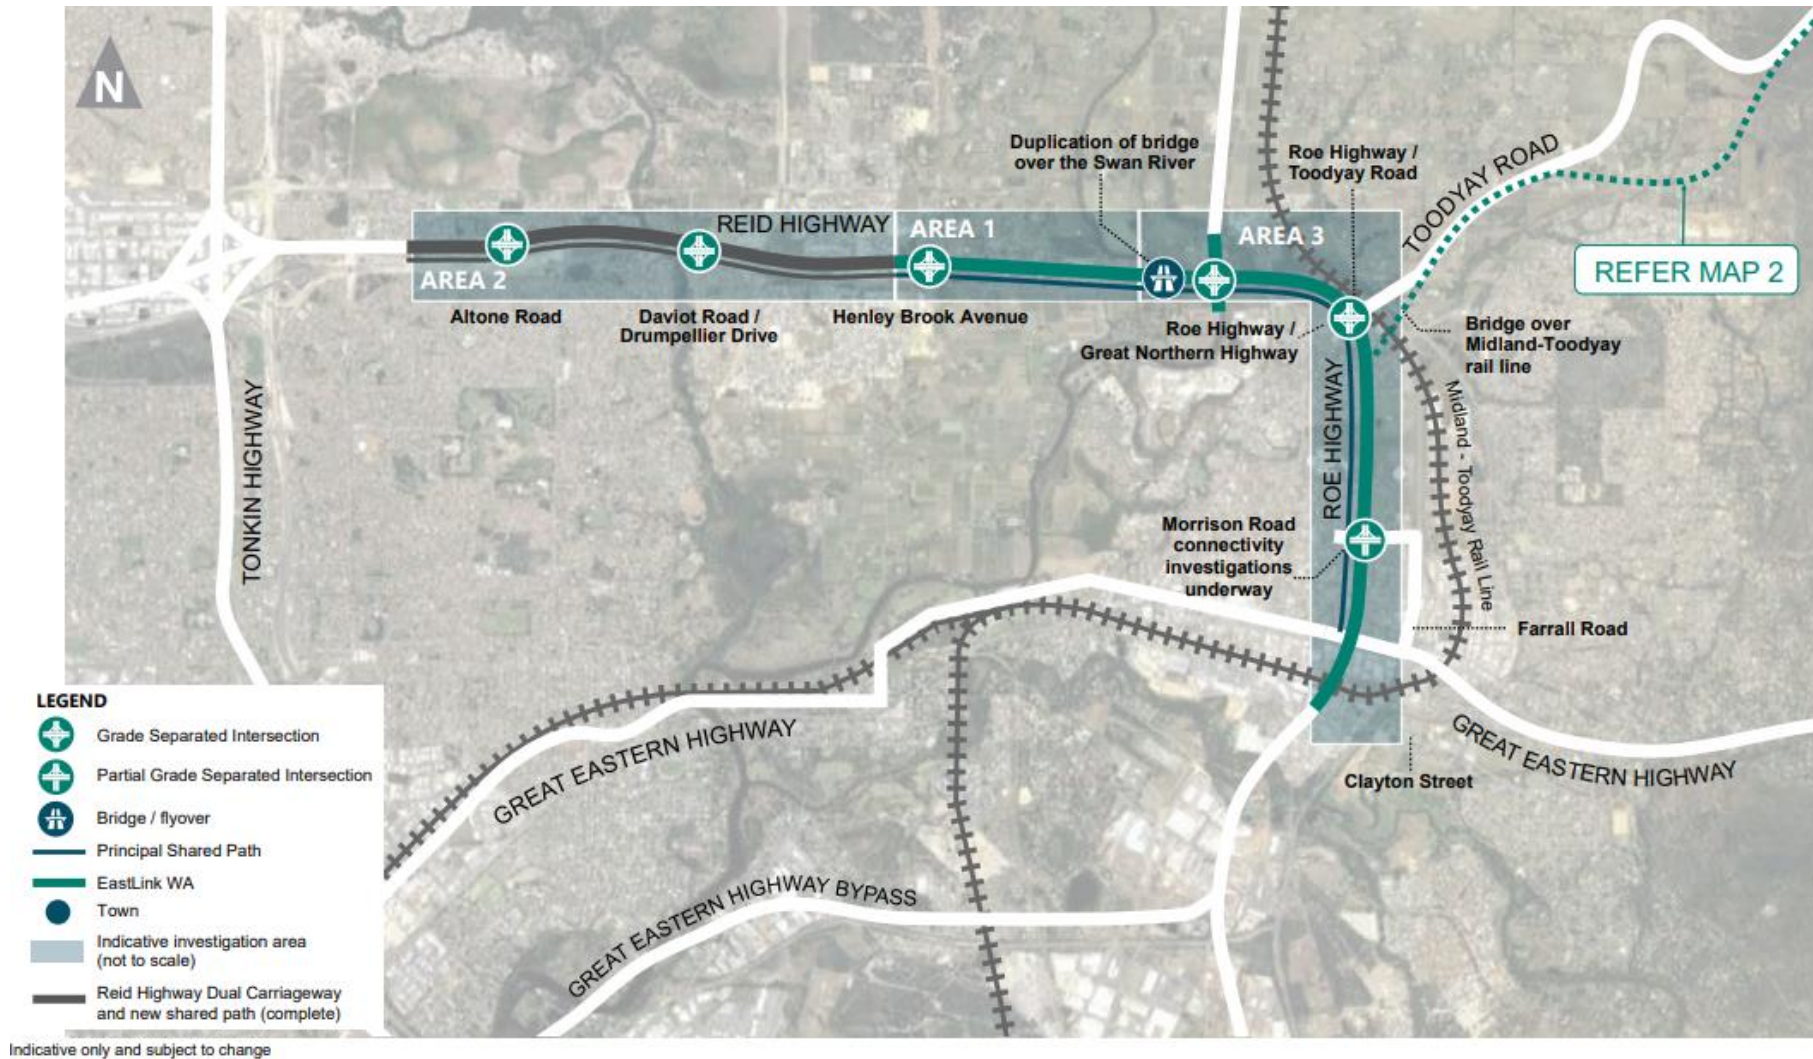 N
Duplication of bridge
over the Swan River
Roe Highway /
Toodyay Road
TOODYAY ROAD
REID HIGHWAY
AREA 1
AREA 3
AREA 2
REFER MAP 2
Altone Road
Daviot Road /
Drumpellier Drive
Henley Brook Avenue
Roe Highway /
Great Northern Highway
Bridge over
Midland-Toodyay
rail line
TONKIN HIGHWAY
ROE HIGHWAY
Midland - Toodyay Rail Line
Morrison Road
connectivity
investigations
underway
Farrall Road
GREAT EASTERN HIGHWAY
GREAT EASTERN HIGHWAY
Clayton Street
GREAT EASTERN HIGHWAY BYPASS
LEGEND
Grade Separated Intersection
Partial Grade Separated Intersection
Bridge / flyover
Principal Shared Path
EastLink WA
Town
Indicative investigation area
(not to scale)
Reid Highway Dual Carriageway
and new shared path (complete)
Indicative only and subject to change